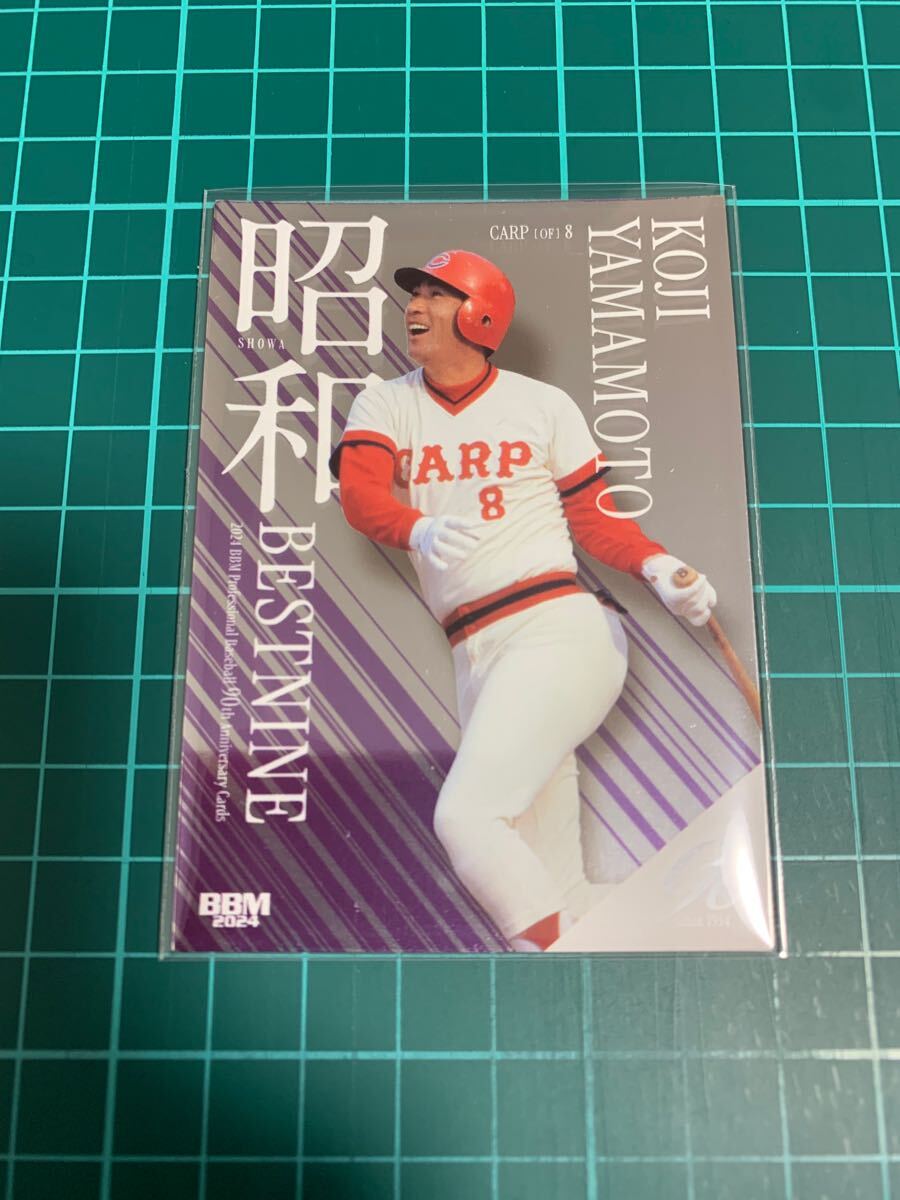 昭和
SHOWA
BESTNINE
2024 BBM Professional Baseball 90th Anniversary Cards
CARP [OF] 8
KOJI
YAMAMOTO
C
CARP
8
BBM
2024